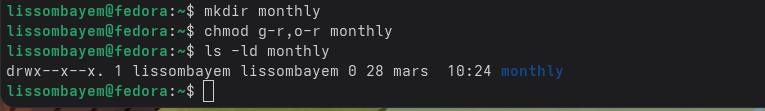 lissombayem@fedora:~$ mkdir monthly
lissombayem@fedora:~$ chmod g-r,o-r monthly
lissombayem@fedora:~$ ls -ld monthly
drwx--x--x. 1 lissombayem lissombayem 0 28 mars  10:24 monthly
lissombayem@fedora:~$